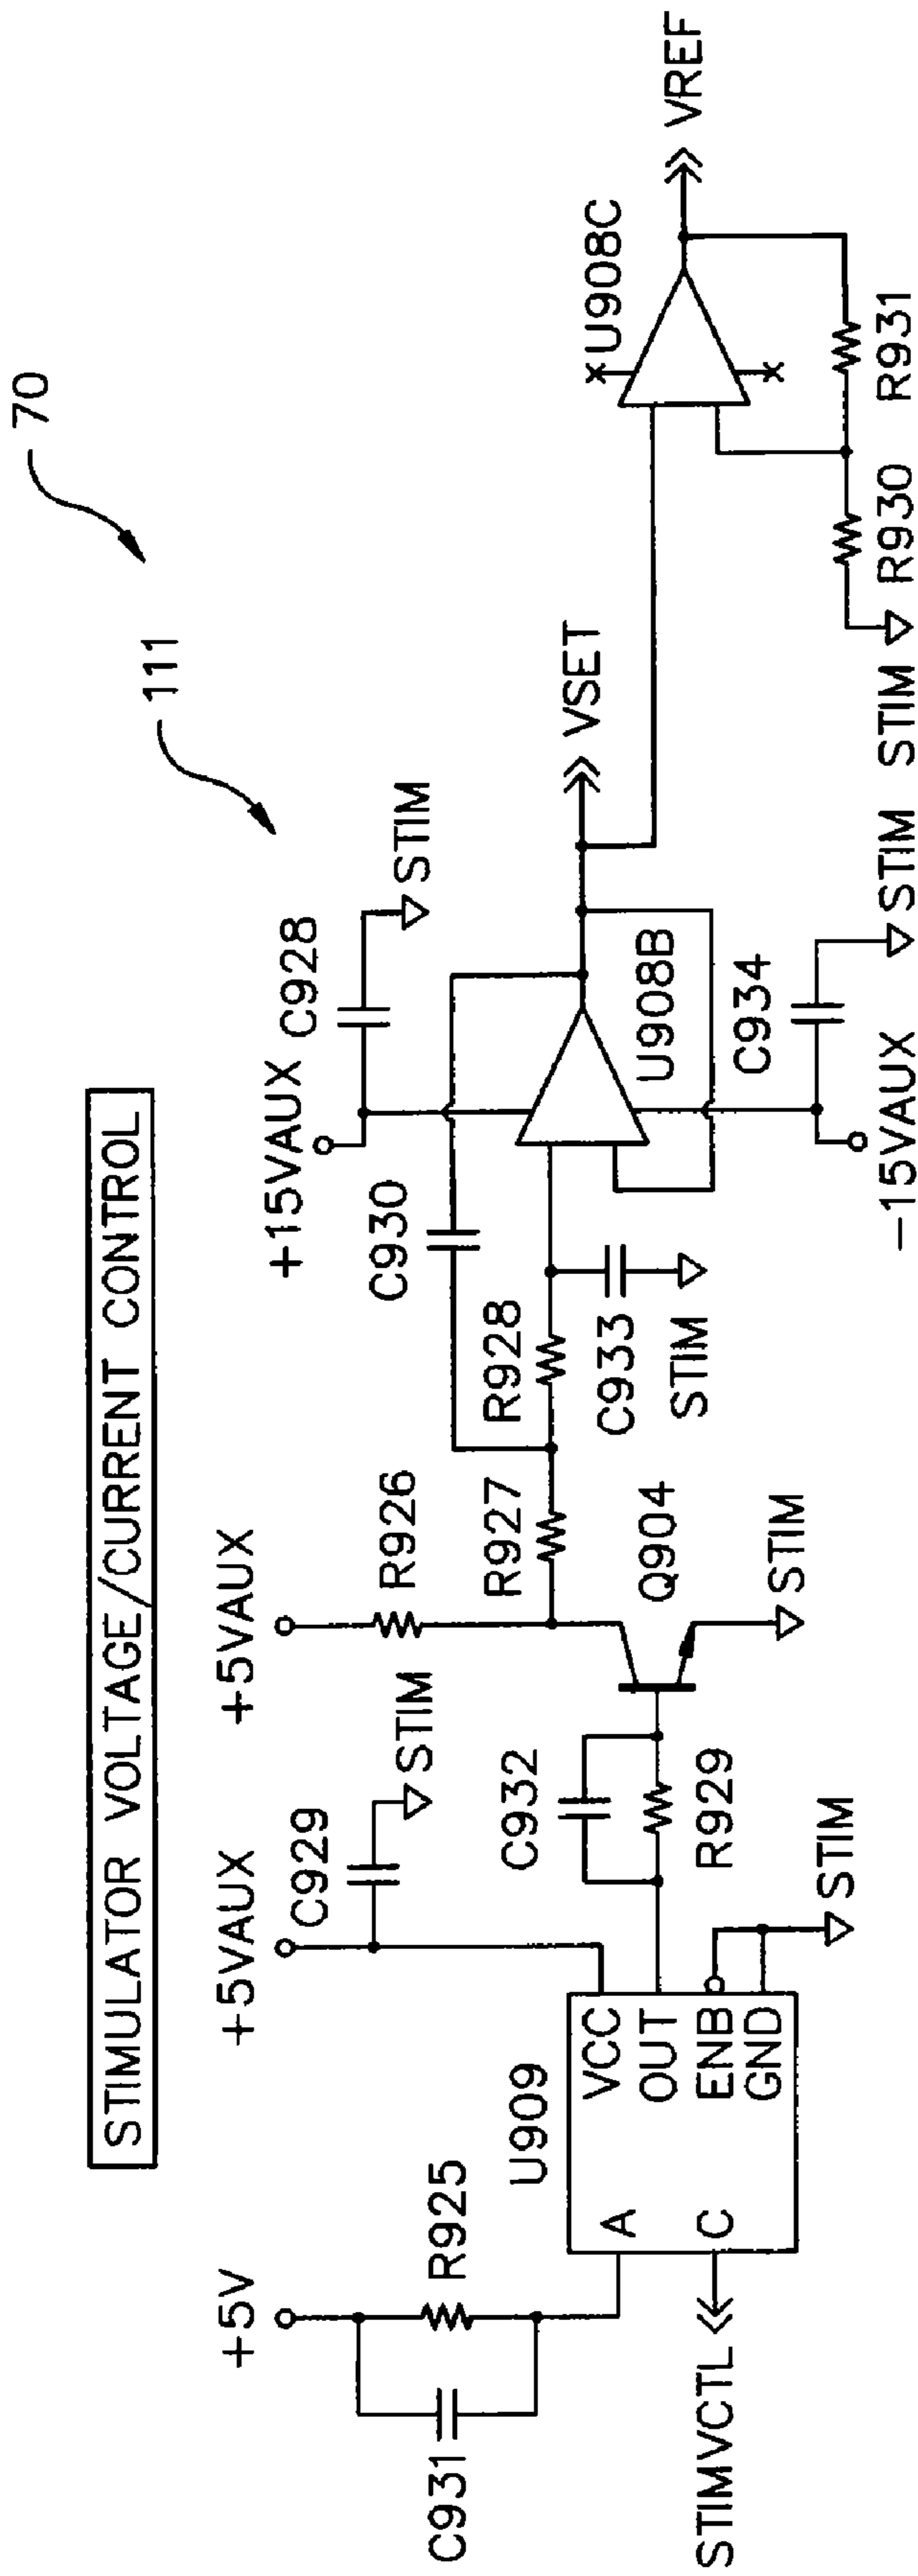 STIMULATOR VOLTAGE/CURRENT CONTROL
70
111
+5V
C931
R925
U909
A
C
VCC
OUT
ENB
GND
STIMVCTL
+5VAUX
C929
STIM
C932
R929
STIM
+5VAUX
R926
R927
Q904
STIM
R928
C933
STIM
C930
+15VAUX
C928
STIM
U908B
-15VAUX
C934
STIM
VSET
U908C
VREF
R930
R931
STIM